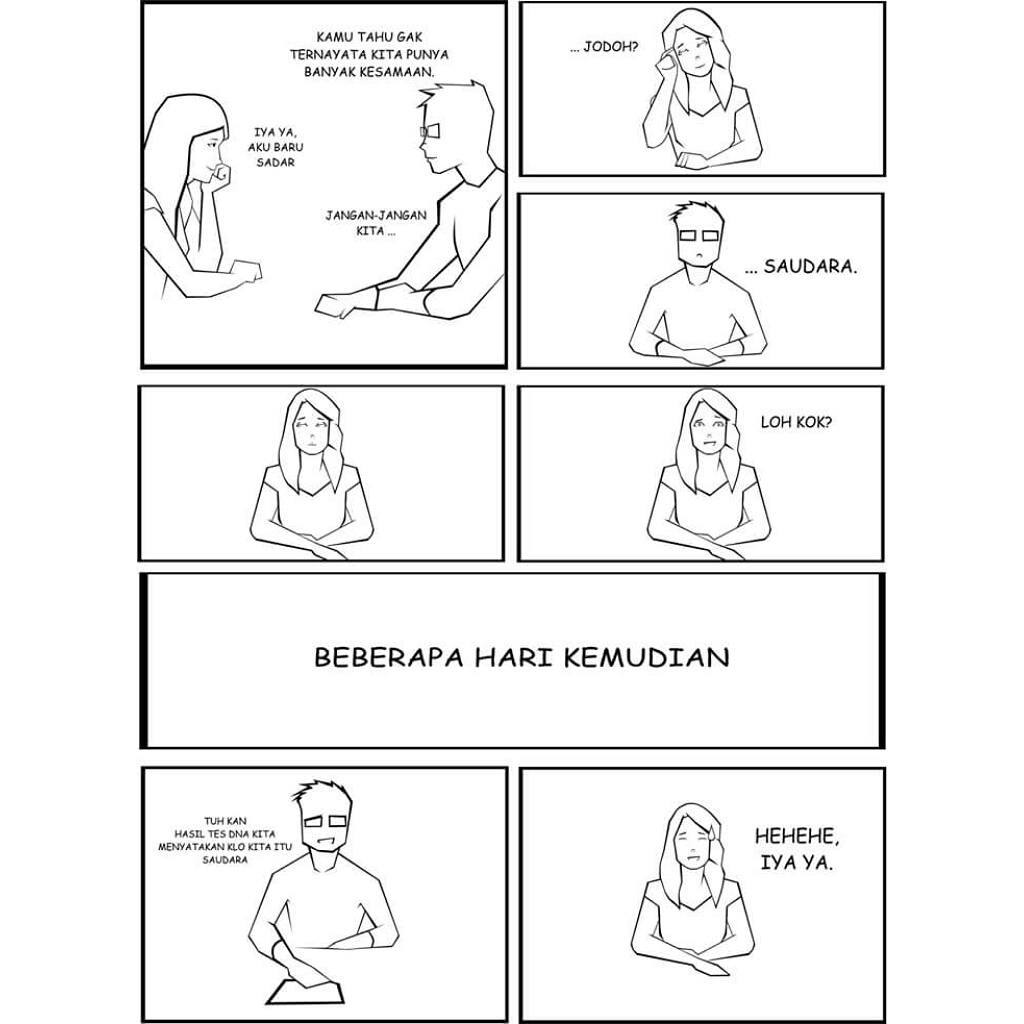 KAMU TAHU GAK
TERNAYATA KITA PUNYA
BANYAK KESAMAAN.
IYA YA,
AKU BARU
SADAR
JANGAN-JANGAN
KITA ...
... JODOH?
... SAUDARA.
LOH KOK?
BEBERAPA HARI KEMUDIAN
TUH KAN
HASIL TES DNA KITA
MENYATAKAN KLO KITA ITU
SAUDARA
HEHEHE,
IYA YA.